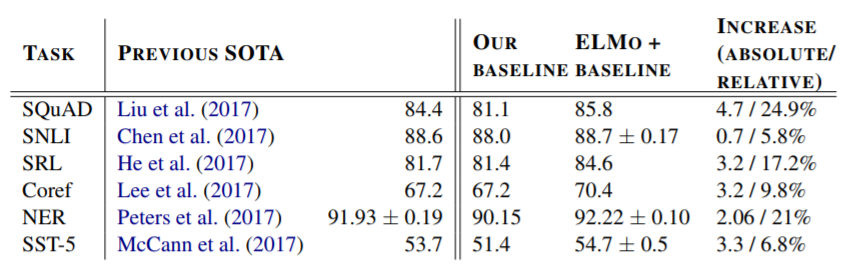 TASK PREVIOUS SOTA OUR BASELINE ELMO + BASELINE INCREASE (ABSOLUTE/ RELATIVE)
SQuAD Liu et al. (2017) 84.4 81.1 85.8 4.7 / 24.9%
SNLI Chen et al. (2017) 88.6 88.0 88.7 ± 0.17 0.7 / 5.8%
SRL He et al. (2017) 81.7 81.4 84.6 3.2 / 17.2%
Coref Lee et al. (2017) 67.2 67.2 70.4 3.2 / 9.8%
NER Peters et al. (2017) 91.93 ± 0.19 90.15 92.22 ± 0.10 2.06 / 21%
SST-5 McCann et al. (2017) 53.7 51.4 54.7 ± 0.5 3.3 / 6.8%